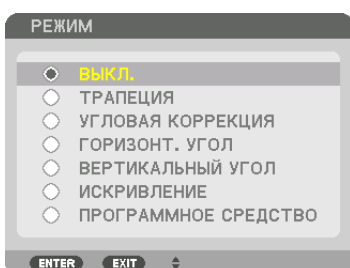 РЕЖИМ
ВЫКЛ.
ТРАПЕЦИЯ
УГЛОВАЯ КОРРЕКЦИЯ
ГОРИЗОНТ. УГОЛ
ВЕРТИКАЛЬНЫЙ УГОЛ
ИСКРИВЛЕНИЕ
ПРОГРАММНОЕ СРЕДСТВО
ENTER EXIT